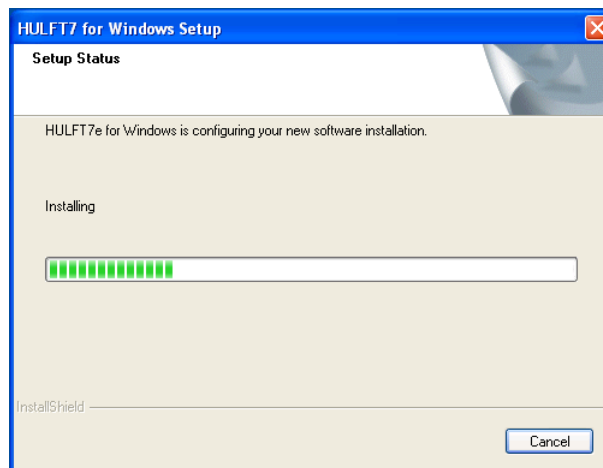 HULFT7 for Windows Setup
Setup Status
HULFT7e for Windows is configuring your new software installation.
Installing
InstallShield
Cancel